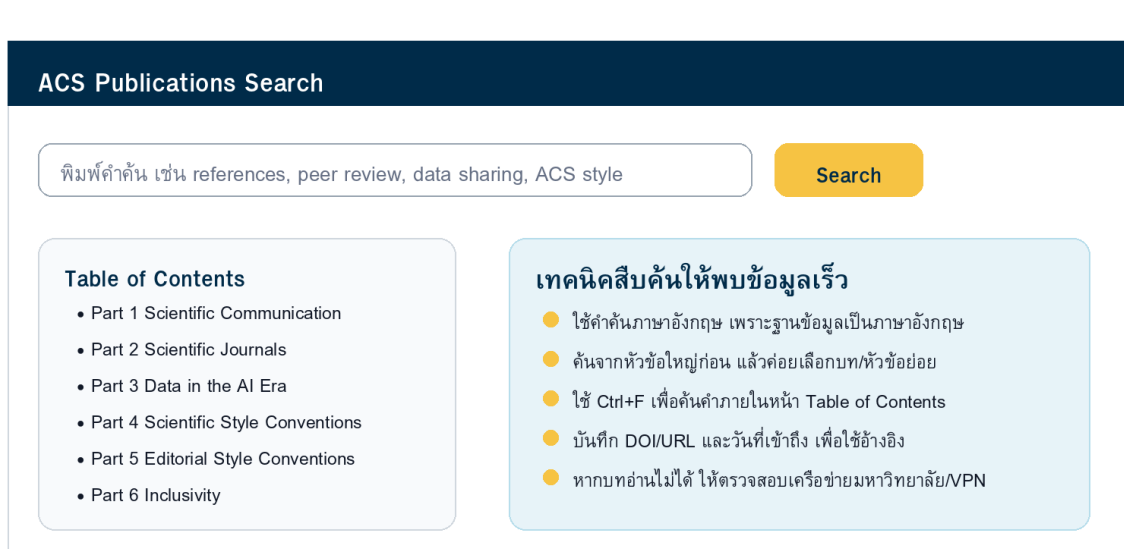 ACS Publications Search
พิมพ์คำค้น เช่น references, peer review, data sharing, ACS style
Search
Table of Contents
• Part 1 Scientific Communication
• Part 2 Scientific Journals
• Part 3 Data in the AI Era
• Part 4 Scientific Style Conventions
• Part 5 Editorial Style Conventions
• Part 6 Inclusivity
เทคนิคสืบค้นให้พบข้อมูลเร็ว
ใช้คำค้นภาษาอังกฤษ เพราะฐานข้อมูลเป็นภาษาอังกฤษ
ค้นจากหัวข้อใหญ่ก่อน แล้วค่อยเลือกบท/หัวข้อย่อย
ใช้ Ctrl+F เพื่อค้นคำภายในหน้า Table of Contents
บันทึก DOI/URL และวันที่เข้าถึง เพื่อใช้อ้างอิง
หากบทอ่านไม่ได้ ให้ตรวจสอบเครือข่ายมหาวิทยาลัย/VPN